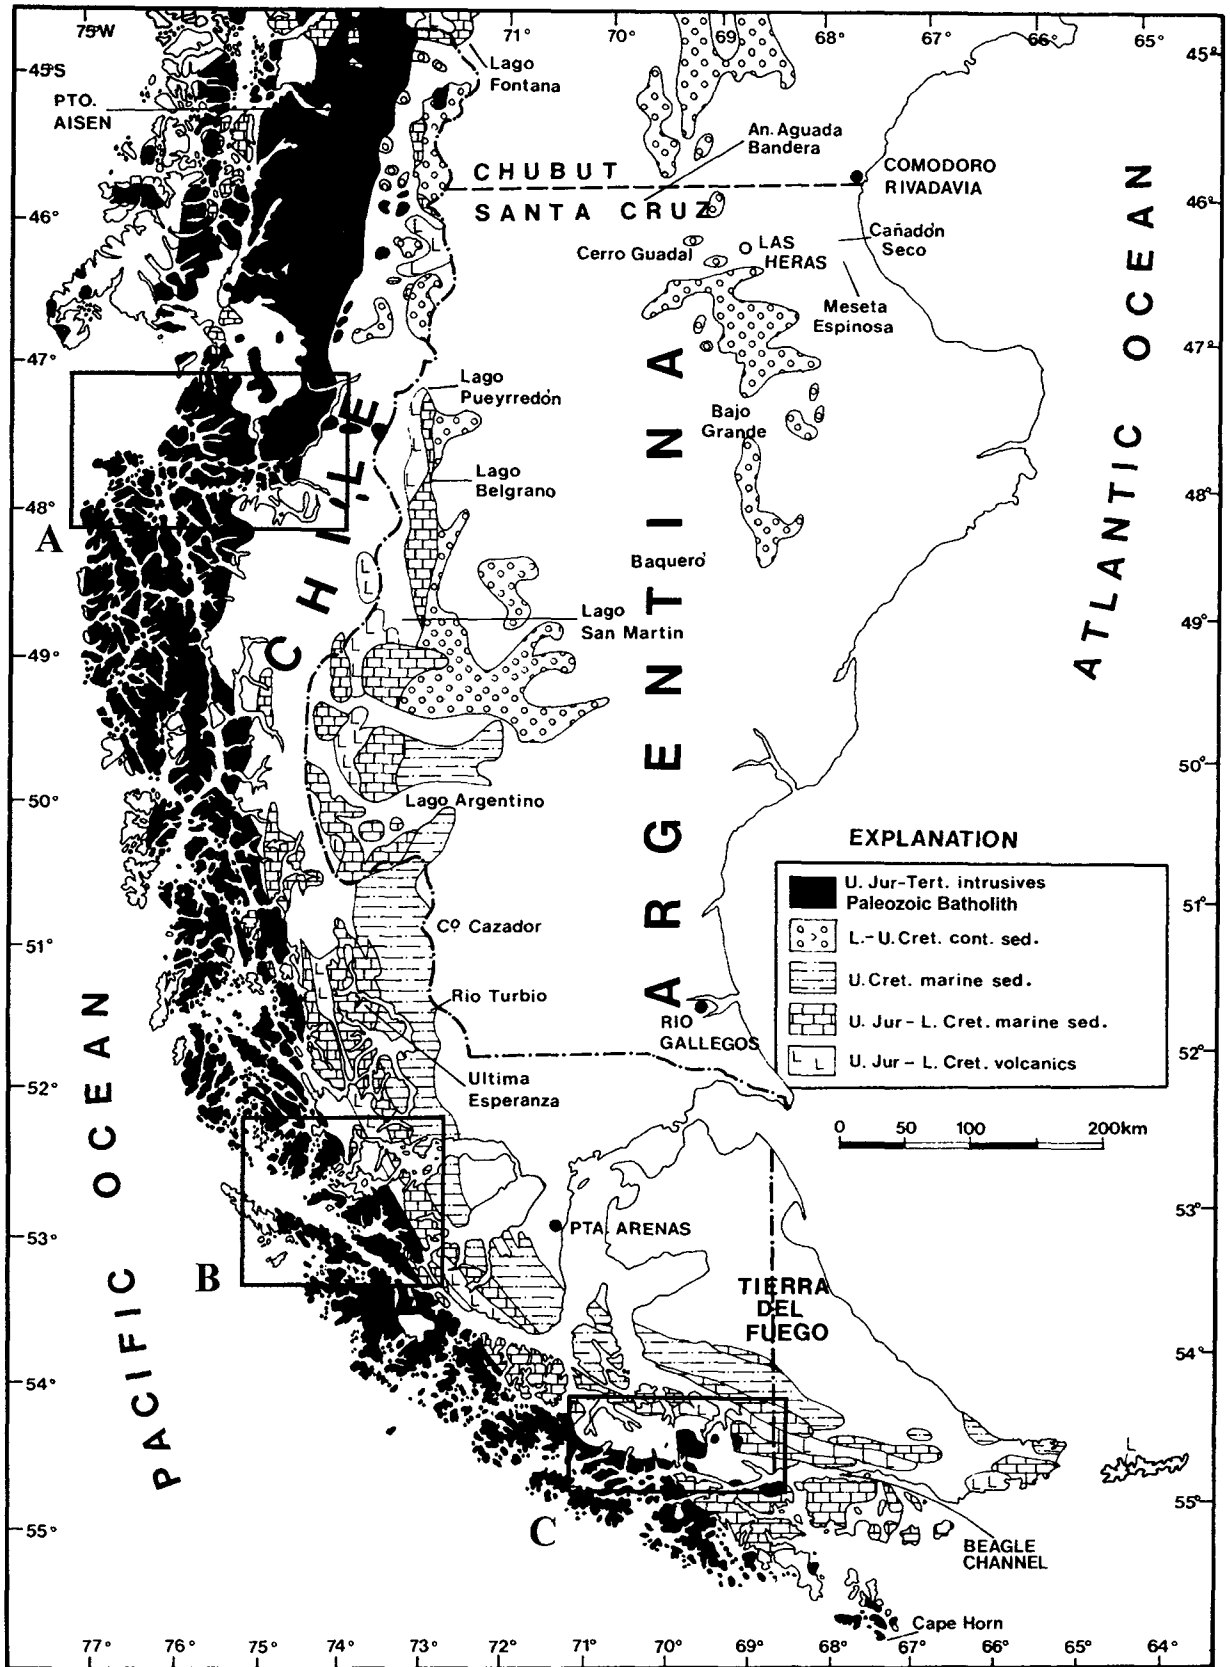 75°W
71°
70°
69°
68°
67°
66°
65°
45°S
45°
Lago
Fontana
PTO.
AISEN
An. Aguada
Bandera
CHUBUT
SANTA CRUZ
COMODORO
RIVADAVIA
46°
46°
Cañadón
Seco
Cerro Guadal
LAS
HERAS
Meseta
Espinosa
47°
47°
Lago
Pueyrredón
Bajo
Grande
Lago
Belgrano
48°
48°
A
Baqueró
Lago
San Martin
49°
49°
CHILE
ARGENTINA
ATLANTIC OCEAN
50°
50°
Lago Argentino
EXPLANATION
U. Jur-Tert. intrusives
Paleozoic Batholith
L.-U. Cret. cont. sed.
U. Cret. marine sed.
U. Jur-L. Cret. marine sed.
U. Jur-L. Cret. volcanics
51°
51°
Cº Cazador
Rio Turbio
RIO
GALLEGOS
52°
52°
Ultima
Esperanza
0 50 100 200km
PACIFIC OCEAN
53°
53°
PTA. ARENAS
B
TIERRA
DEL
FUEGO
54°
54°
C
55°
55°
BEAGLE
CHANNEL
Cape Horn
77°
76°
75°
74°
73°
72°
71°
70°
69°
68°
67°
66°
65°
64°